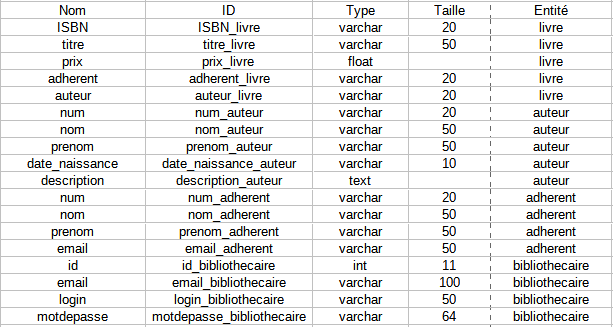 Nom ID Type Taille Entité
ISBN ISBN_livre varchar 20 livre
titre titre_livre varchar 50 livre
prix prix_livre float livre
adherent adherent_livre varchar 20 livre
auteur auteur_livre varchar 20 livre
num num_auteur varchar 20 auteur
nom nom_auteur varchar 50 auteur
prenom prenom_auteur varchar 50 auteur
date_naissance date_naissance_auteur varchar 10 auteur
description description_auteur text auteur
num num_adherent varchar 20 adherent
nom nom_adherent varchar 50 adherent
prenom prenom_adherent varchar 50 adherent
email email_adherent varchar 50 adherent
id id_bibliothecaire int 11 bibliothecaire
email email_bibliothecaire varchar 100 bibliothecaire
login login_bibliothecaire varchar 50 bibliothecaire
motdepasse motdepasse_bibliothecaire varchar 64 bibliothecaire